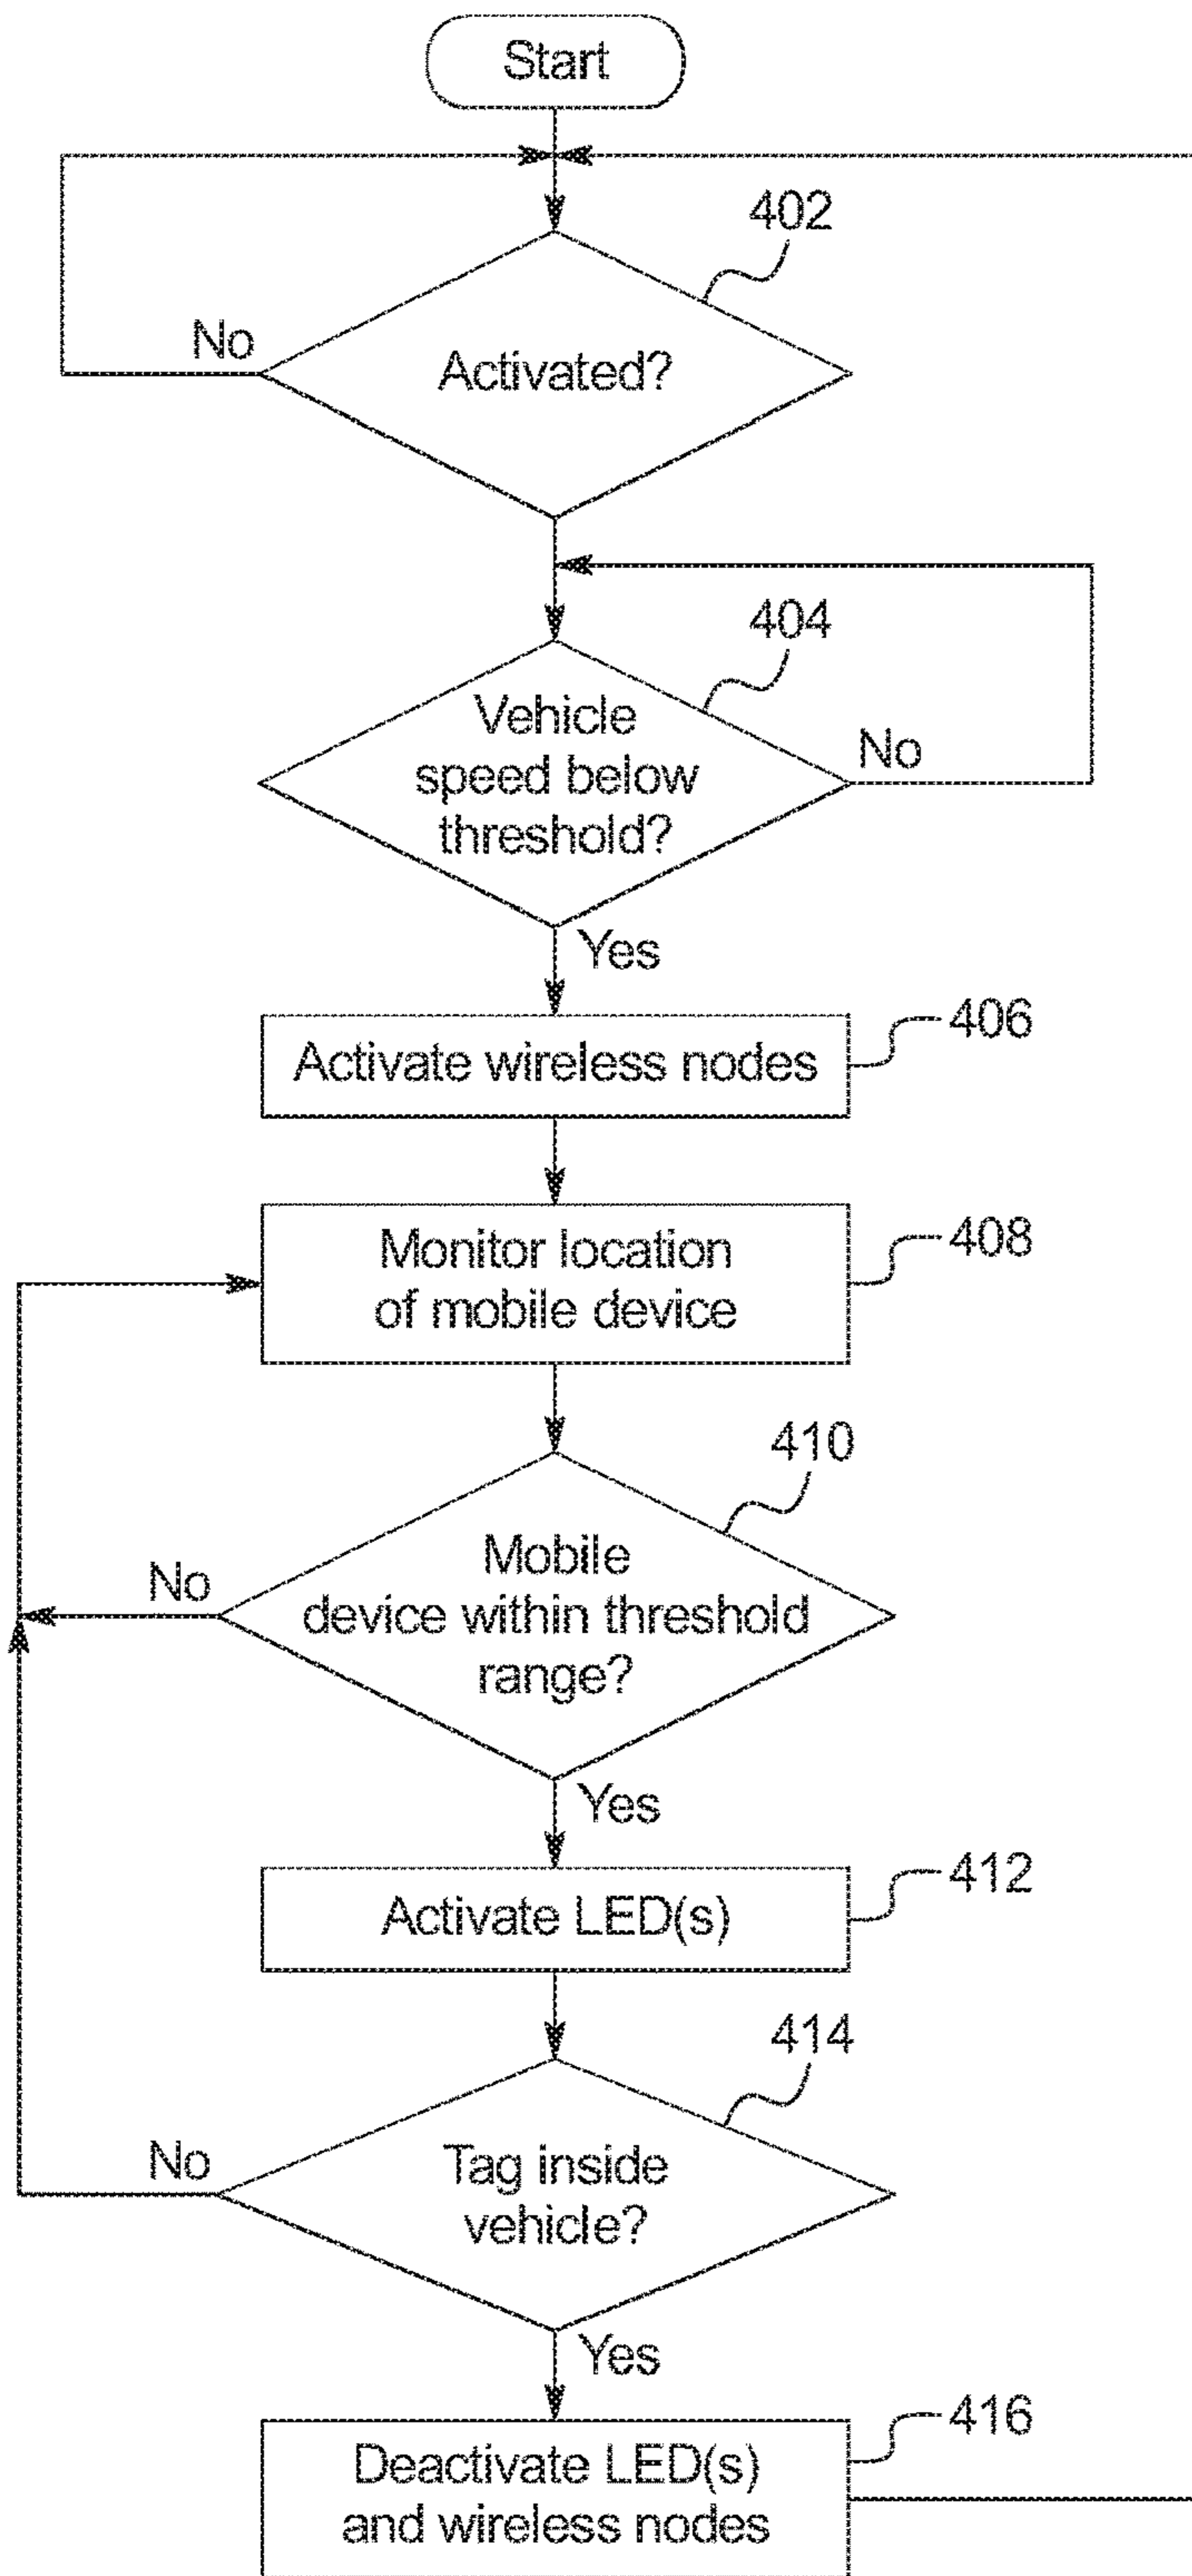 Start
402
No
Activated?
404
Vehicle
speed below
threshold?
No
Yes
406
Activate wireless nodes
408
Monitor location
of mobile device
410
No
Mobile
device within threshold
range?
Yes
412
Activate LED(s)
414
No
Tag inside
vehicle?
Yes
416
Deactivate LED(s)
and wireless nodes